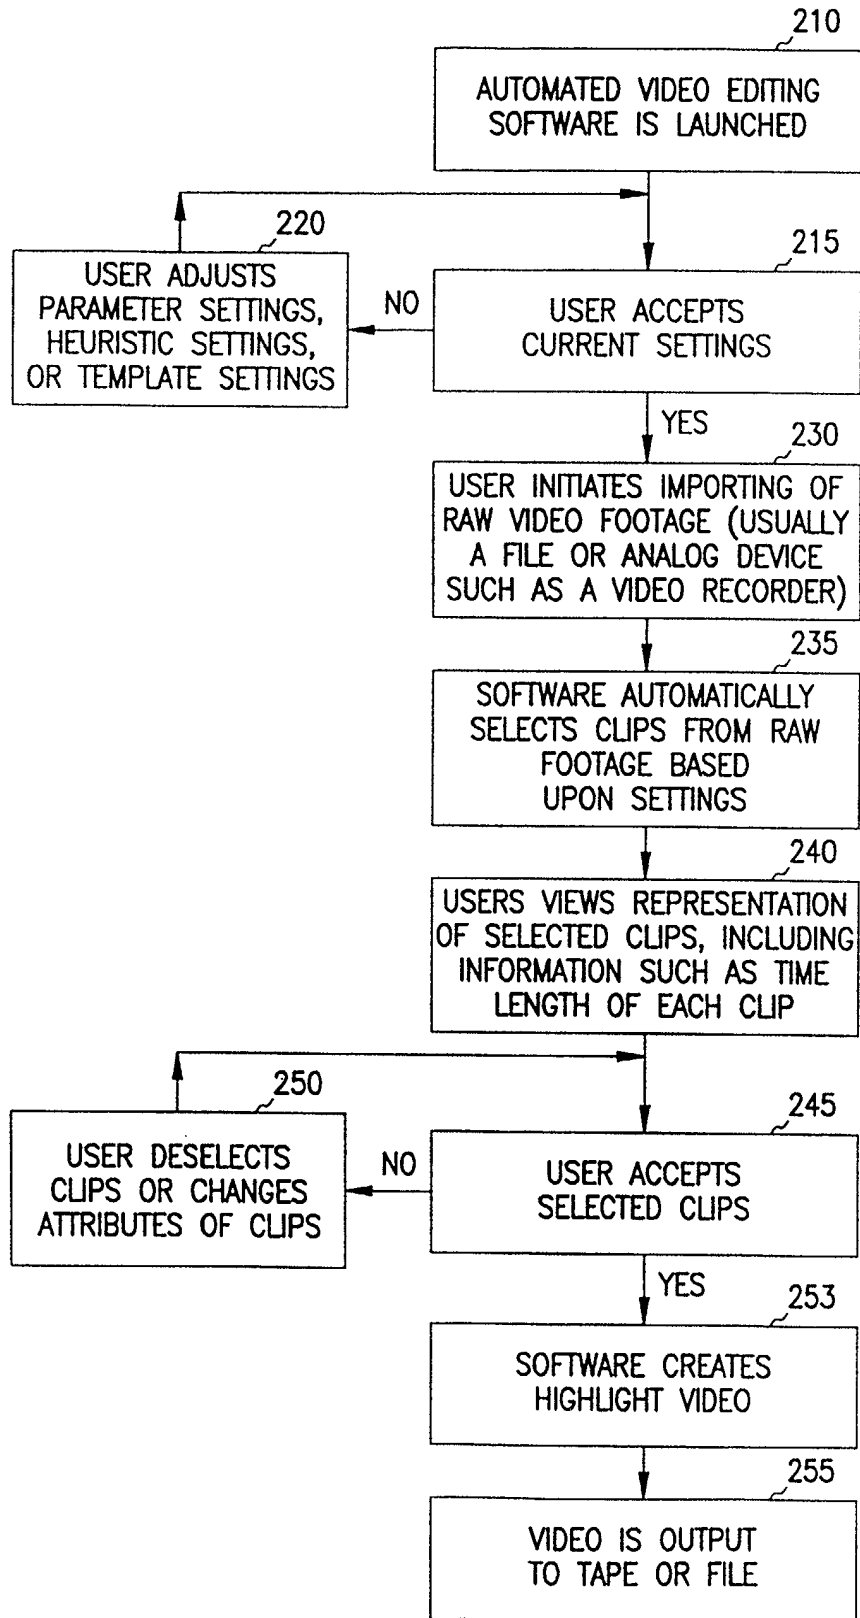 210
AUTOMATED VIDEO EDITING
SOFTWARE IS LAUNCHED
220
USER ADJUSTS
PARAMETER SETTINGS,
HEURISTIC SETTINGS,
OR TEMPLATE SETTINGS
NO
215
USER ACCEPTS
CURRENT SETTINGS
YES
230
USER INITIATES IMPORTING OF
RAW VIDEO FOOTAGE (USUALLY
A FILE OR ANALOG DEVICE
SUCH AS A VIDEO RECORDER)
235
SOFTWARE AUTOMATICALLY
SELECTS CLIPS FROM RAW
FOOTAGE BASED
UPON SETTINGS
240
USERS VIEWS REPRESENTATION
OF SELECTED CLIPS, INCLUDING
INFORMATION SUCH AS TIME
LENGTH OF EACH CLIP
250
USER DESELECTS
CLIPS OR CHANGES
ATTRIBUTES OF CLIPS
NO
245
USER ACCEPTS
SELECTED CLIPS
YES
253
SOFTWARE CREATES
HIGHLIGHT VIDEO
255
VIDEO IS OUTPUT
TO TAPE OR FILE